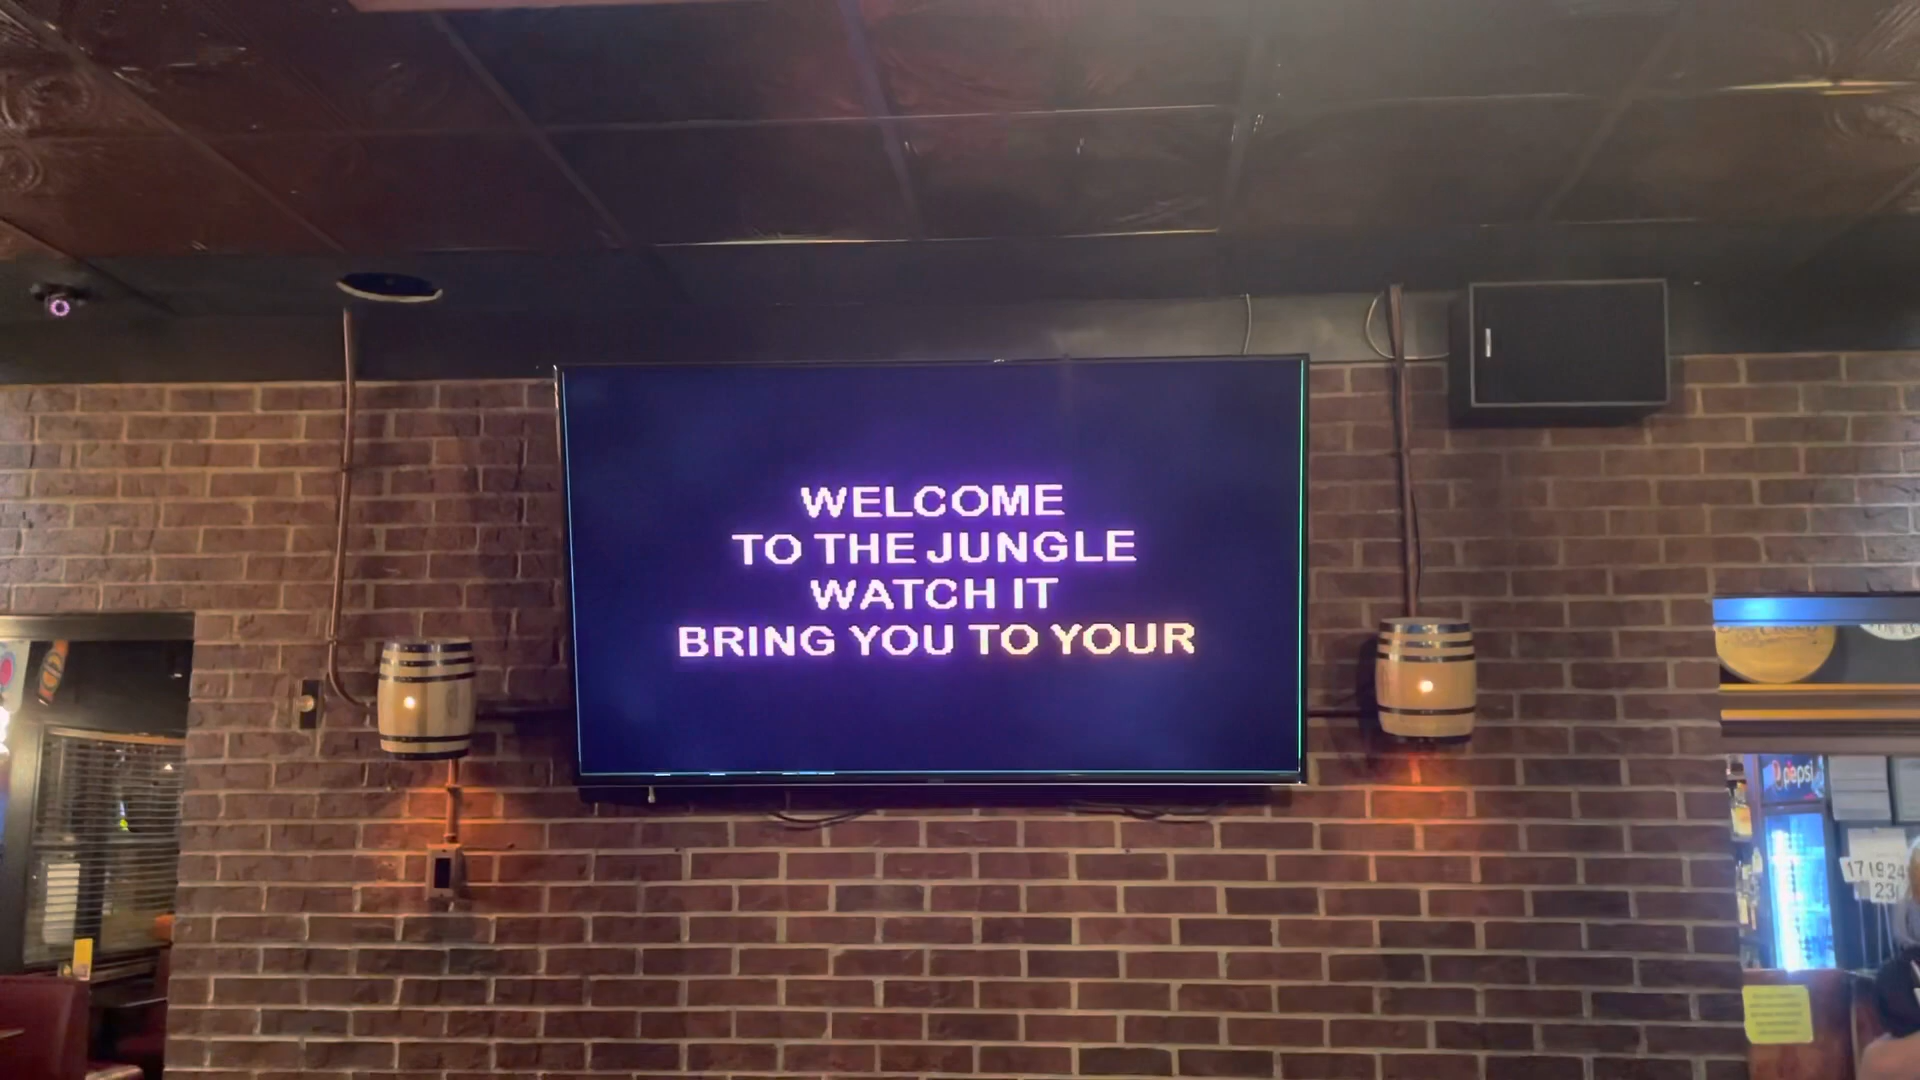 WELCOME
TO THE JUNGLE
WATCH IT
BRING YOU TO YOUR
pepsi